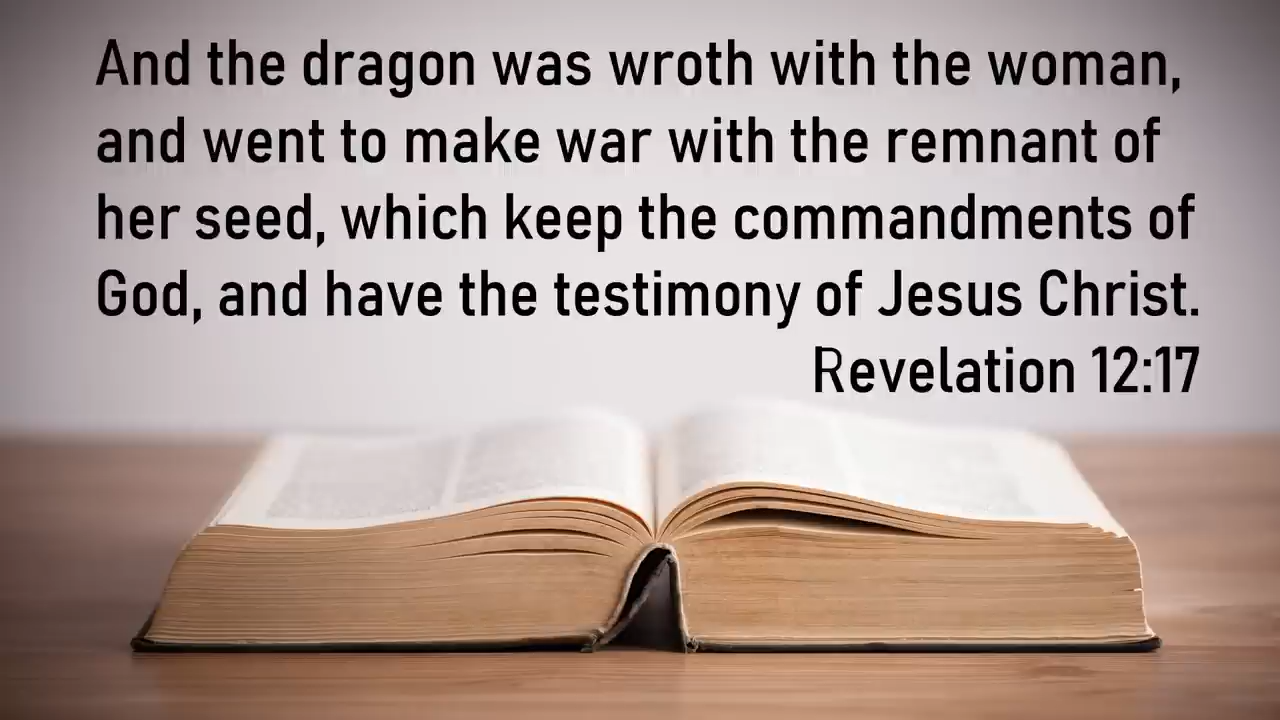 And the dragon was wroth with the woman,
and went to make war with the remnant of
her seed, which keep the commandments of
God, and have the testimony of Jesus Christ.
Revelation 12:17